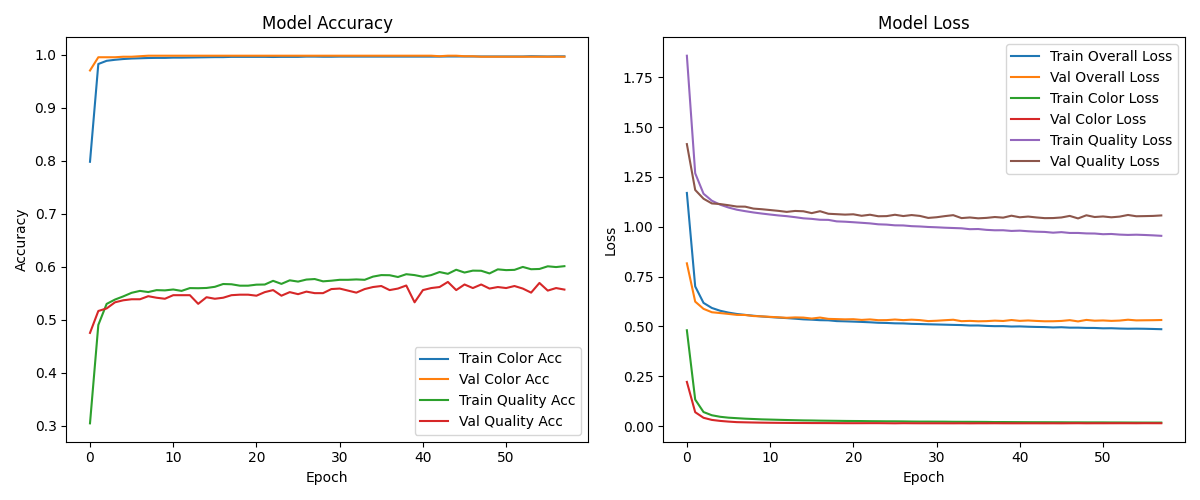 Model Accuracy
Accuracy
1.0
0.9
0.8
0.7
0.6
0.5
0.4
0.3
0
10
20
30
40
50
Epoch
Train Color Acc
Val Color Acc
Train Quality Acc
Val Quality Acc
Model Loss
Loss
1.75
1.50
1.25
1.00
0.75
0.50
0.25
0.00
0
10
20
30
40
50
Epoch
Train Overall Loss
Val Overall Loss
Train Color Loss
Val Color Loss
Train Quality Loss
Val Quality Loss